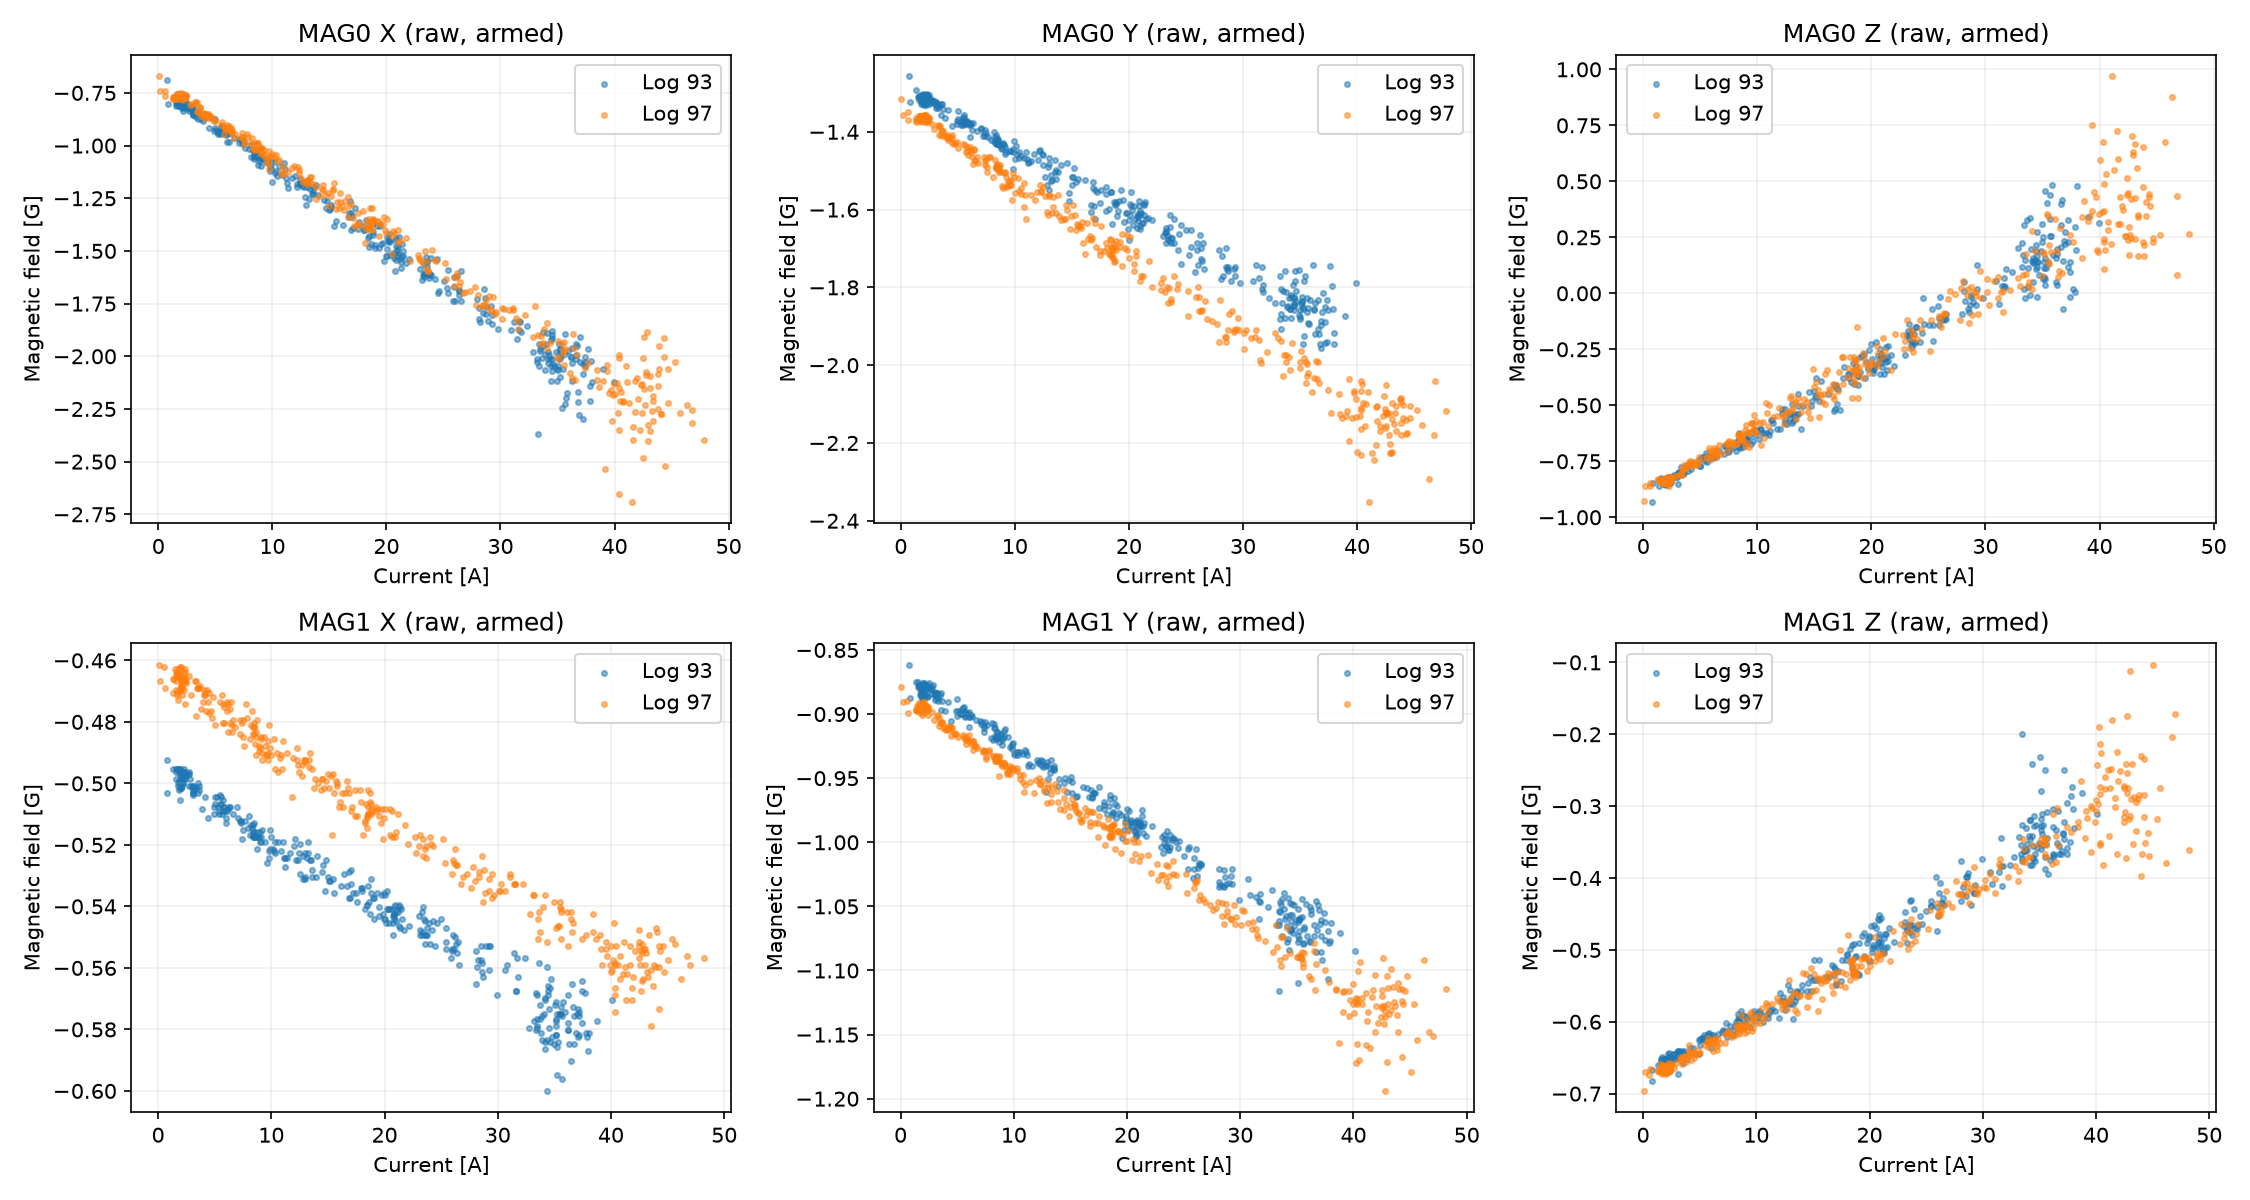 MAG0 X (raw, armed)
Magnetic field [G]
−0.75
−1.00
−1.25
−1.50
−1.75
−2.00
−2.25
−2.50
−2.75
Log 93
Log 97
0 10 20 30 40 50
Current [A]
MAG0 Y (raw, armed)
Magnetic field [G]
−1.4
−1.6
−1.8
−2.0
−2.2
−2.4
Log 93
Log 97
0 10 20 30 40 50
Current [A]
MAG0 Z (raw, armed)
Magnetic field [G]
1.00
0.75
0.50
0.25
0.00
−0.25
−0.50
−0.75
−1.00
Log 93
Log 97
0 10 20 30 40 50
Current [A]
MAG1 X (raw, armed)
Magnetic field [G]
−0.46
−0.48
−0.50
−0.52
−0.54
−0.56
−0.58
−0.60
Log 93
Log 97
0 10 20 30 40 50
Current [A]
MAG1 Y (raw, armed)
Magnetic field [G]
−0.85
−0.90
−0.95
−1.00
−1.05
−1.10
−1.15
−1.20
Log 93
Log 97
0 10 20 30 40 50
Current [A]
MAG1 Z (raw, armed)
Magnetic field [G]
−0.1
−0.2
−0.3
−0.4
−0.5
−0.6
−0.7
Log 93
Log 97
0 10 20 30 40 50
Current [A]